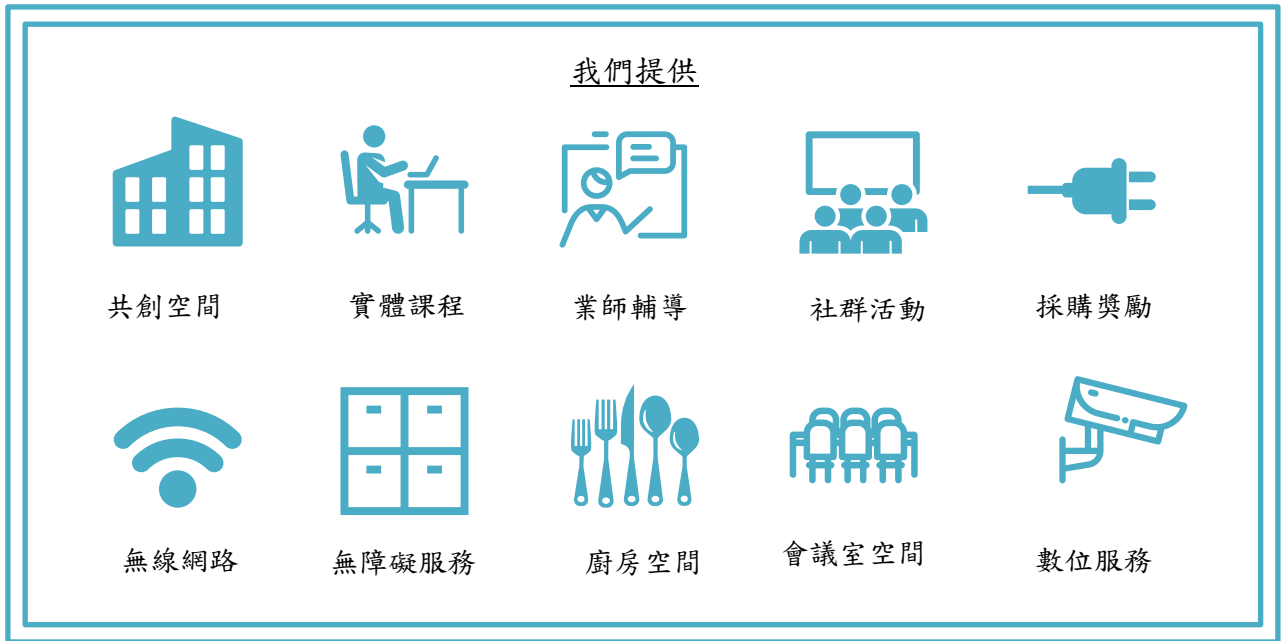 我們提供
共創空間
實體課程
業師輔導
社群活動
採購獎勵
無線網路
無障礙服務
廚房空間
會議室空間
數位服務